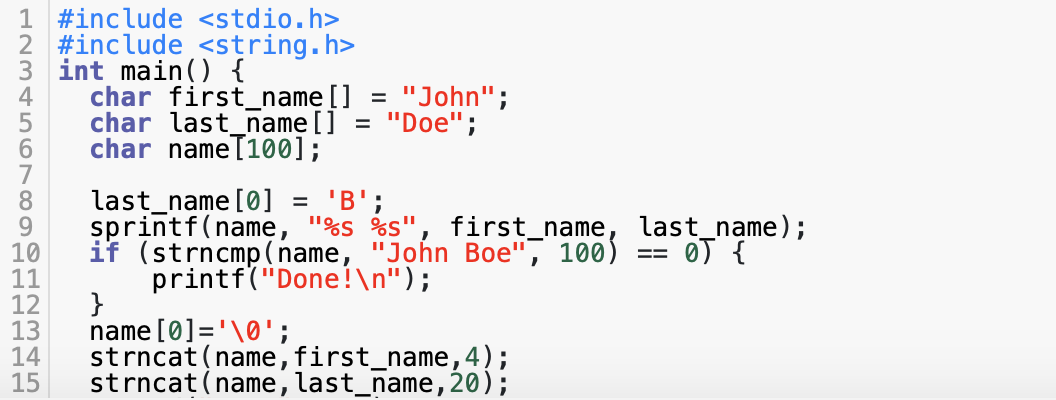 1 #include <stdio.h>
2 #include <string.h>
3 int main() {
4   char first_name[] = "John";
5   char last_name[] = "Doe";
6   char name[100];
7
8   last_name[0] = 'B';
9   sprintf(name, "%s %s", first_name, last_name);
10   if (strncmp(name, "John Boe", 100) == 0) {
11       printf("Done!\n");
12   }
13   name[0]='\0';
14   strncat(name,first_name,4);
15   strncat(name,last_name,20);